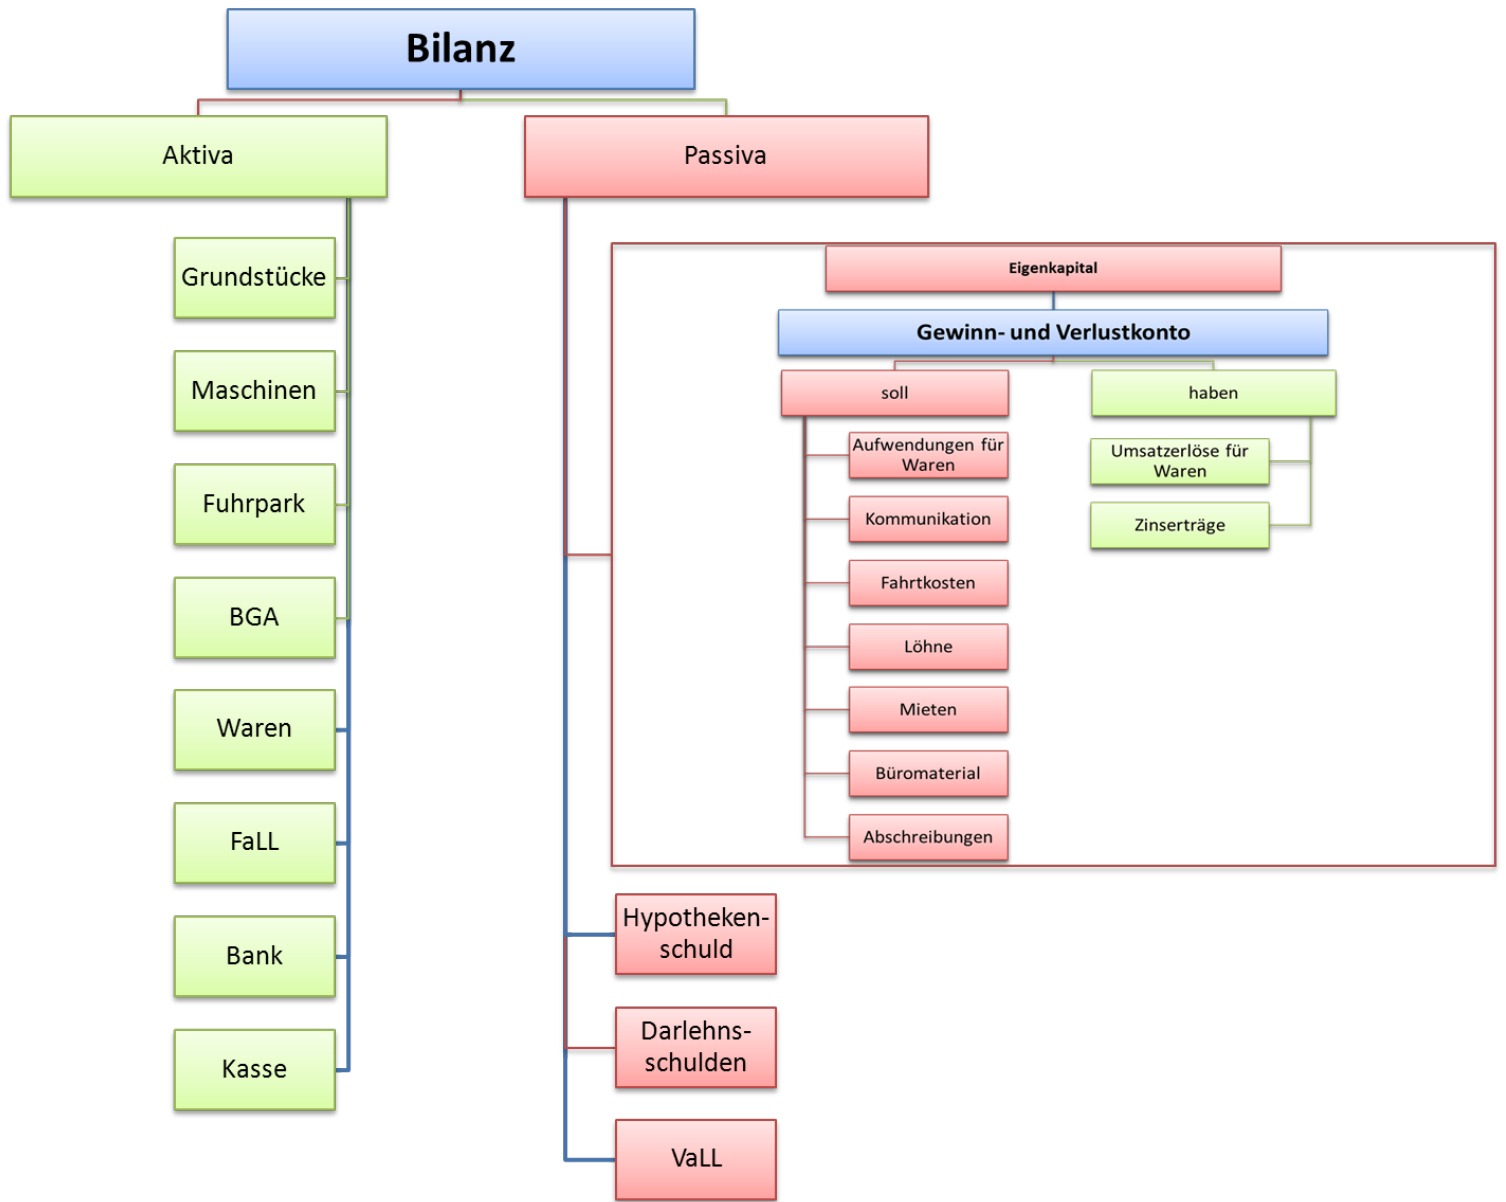 Bilanz
Aktiva
Grundstücke
Maschinen
Fuhrpark
BGA
Waren
FaLL
Bank
Kasse
Passiva
Eigenkapital
Gewinn- und Verlustkonto
soll
Aufwendungen für
Waren
Kommunikation
Fahrtkosten
Löhne
Mieten
Büromaterial
Abschreibungen
haben
Umsatzerlöse für
Waren
Zinserträge
Hypotheken-
schuld
Darlehns-
schulden
VaLL